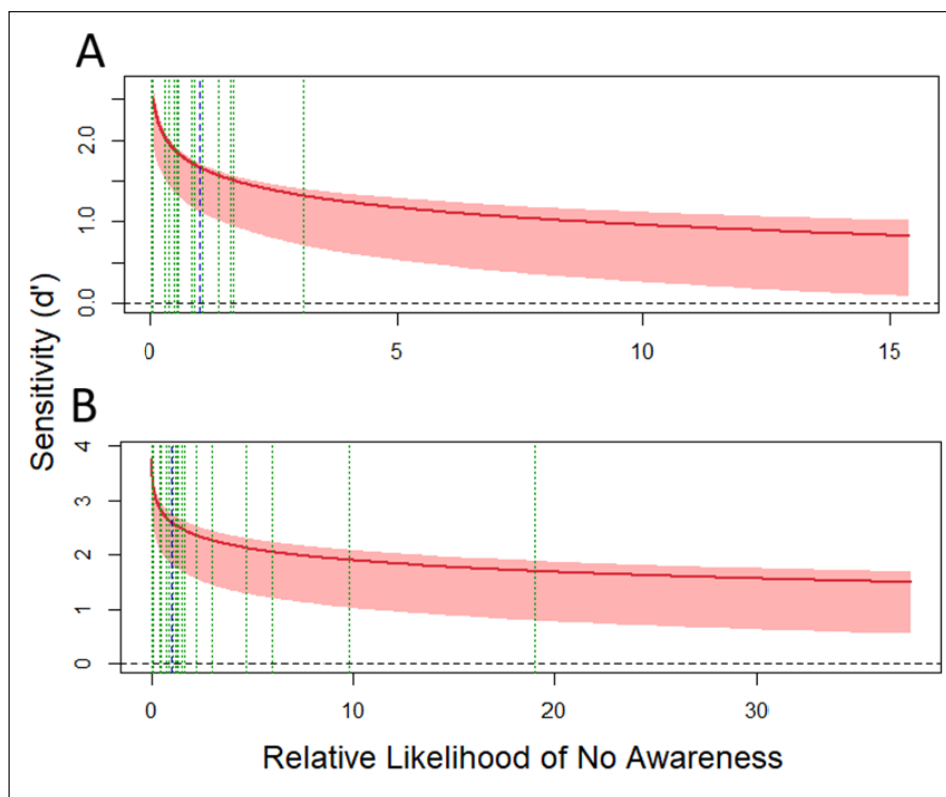 A
Sensitivity (d')
0.0 1.0 2.0
0 5 10 15
B
0 1 2 3 4
0 10 20 30
Relative Likelihood of No Awareness